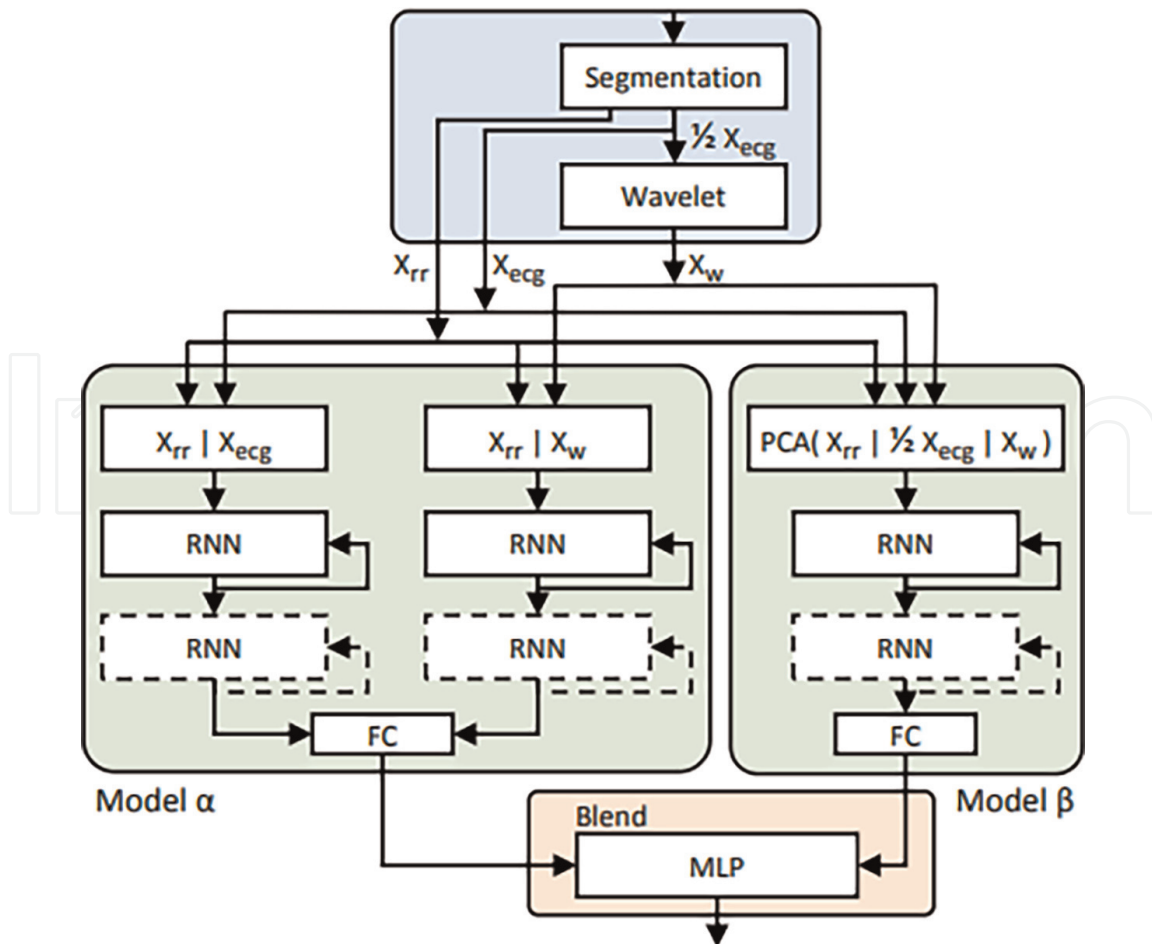 Segmentation
½ Xecg
Wavelet
Xrr Xecg Xw
Xrr | Xecg Xrr | Xw PCA( Xrr | ½ Xecg | Xw )
RNN RNN RNN
RNN RNN RNN
FC FC
Model α Model β
Blend
MLP